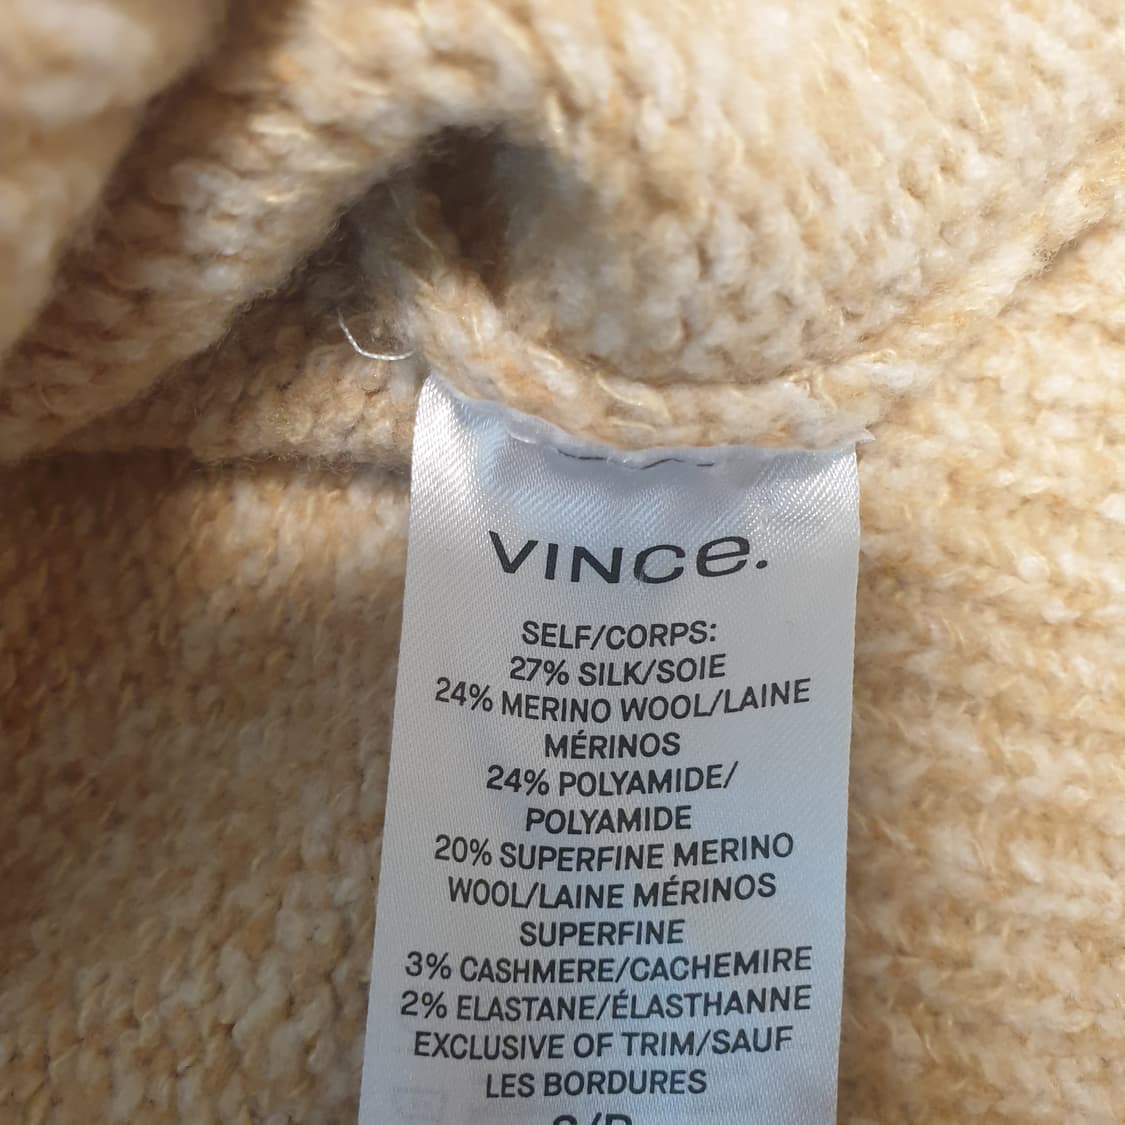 VINCe.
SELF/CORPS:
27% SILK/SOIE
24% MERINO WOOL/LAINE
MÉRINOS
24% POLYAMIDE/
POLYAMIDE
20% SUPERFINE MERINO
WOOL/LAINE MÉRINOS
SUPERFINE
3% CASHMERE/CACHEMIRE
2% ELASTANE/ÉLASTHANNE
EXCLUSIVE OF TRIM/SAUF
LES BORDURES